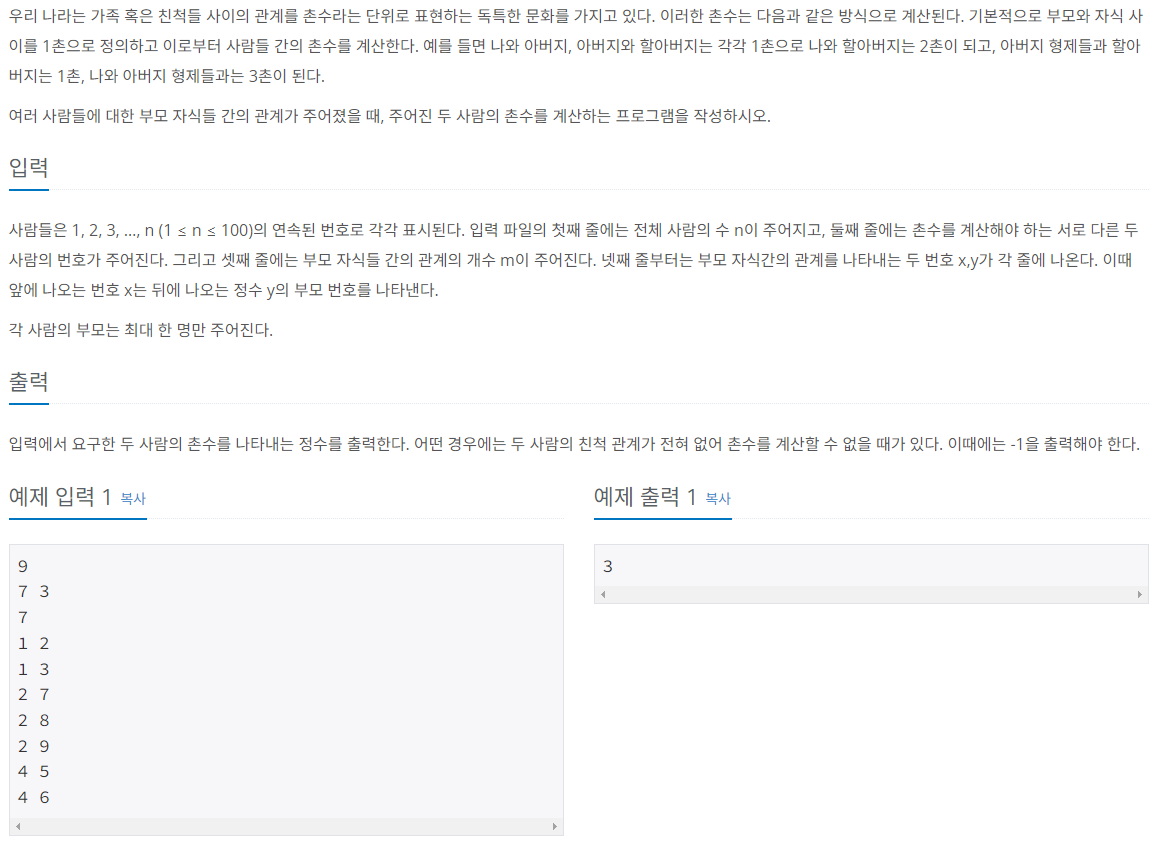 우리 나라는 가족 혹은 친척들 사이의 관계를 촌수라는 단위로 표현하는 독특한 문화를 가지고 있다. 이러한 촌수는 다음과 같은 방식으로 계산된다. 기본적으로 부모와 자식 사
이를 1촌으로 정의하고 이로부터 사람들 간의 촌수를 계산한다. 예를 들면 나와 아버지, 아버지와 할아버지는 각각 1촌으로 나와 할아버지는 2촌이 되고, 아버지 형제들과 할아
버지는 1촌, 나와 아버지 형제들과는 3촌이 된다.
여러 사람들에 대한 부모 자식들 간의 관계가 주어졌을 때, 주어진 두 사람의 촌수를 계산하는 프로그램을 작성하시오.
입력
사람들은 1, 2, 3, …, n (1 ≤ n ≤ 100)의 연속된 번호로 각각 표시된다. 입력 파일의 첫째 줄에는 전체 사람의 수 n이 주어지고, 둘째 줄에는 촌수를 계산해야 하는 서로 다른 두
사람의 번호가 주어진다. 그리고 셋째 줄에는 부모 자식들 간의 관계의 개수 m이 주어진다. 넷째 줄부터는 부모 자식간의 관계를 나타내는 두 번호 x,y가 각 줄에 나온다. 이때
앞에 나오는 번호 x는 뒤에 나오는 정수 y의 부모 번호를 나타낸다.
각 사람의 부모는 최대 한 명만 주어진다.
출력
입력에서 요구한 두 사람의 촌수를 나타내는 정수를 출력한다. 어떤 경우에는 두 사람의 친척 관계가 전혀 없어 촌수를 계산할 수 없을 때가 있다. 이때에는 -1을 출력해야 한다.
예제 입력 1 복사
9
7 3
7
1 2
1 3
2 7
2 8
2 9
4 5
4 6
예제 출력 1 복사
3